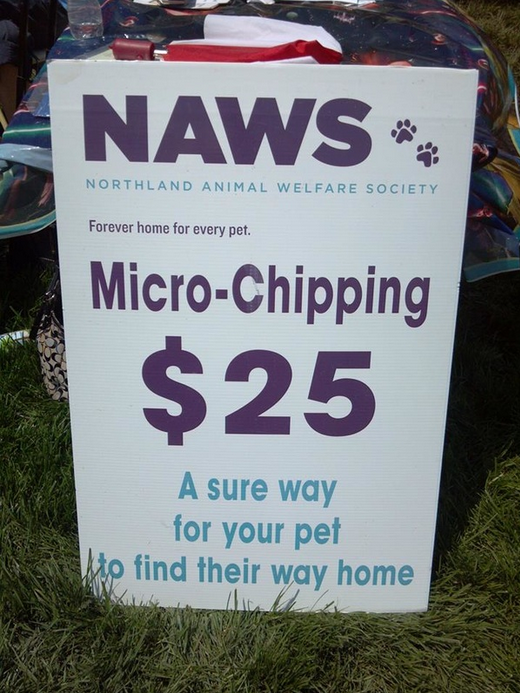 NAWS
NORTHLAND ANIMAL WELFARE SOCIETY
Forever home for every pet.
Micro-Chipping
$25
A sure way
for your pet
to find their way home